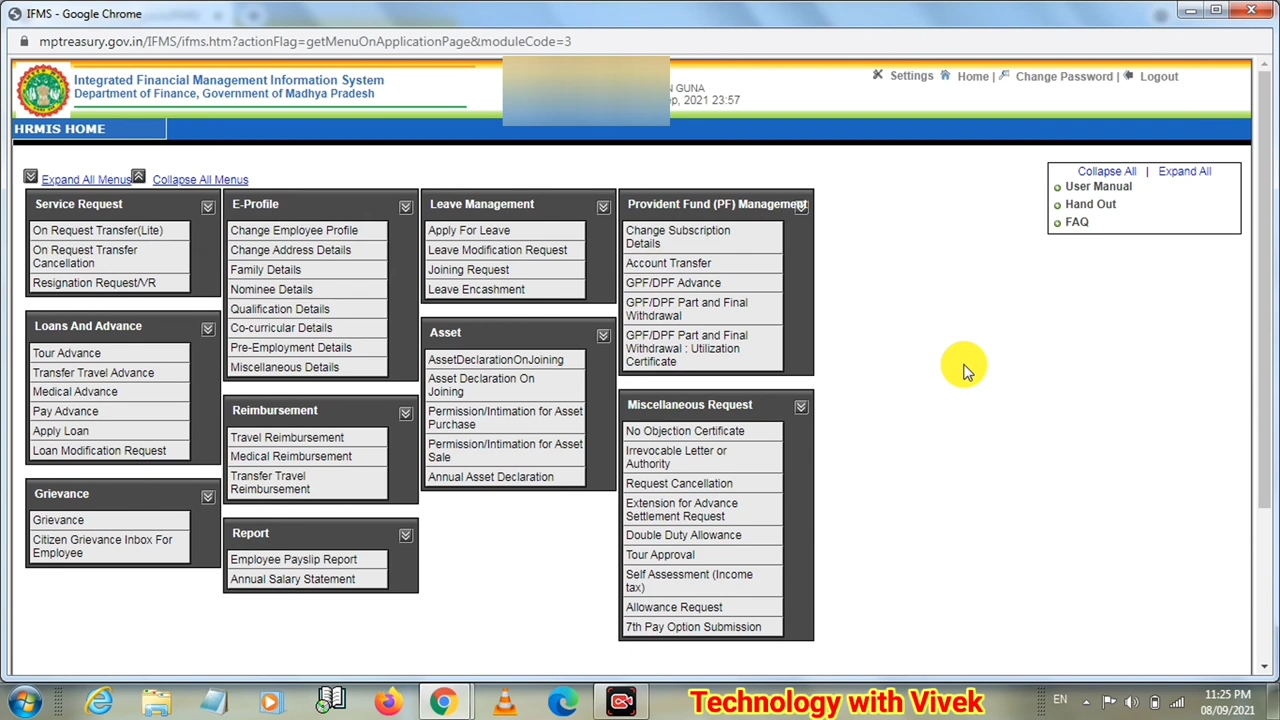 IFMS - Google Chrome
mptreasury.gov.in/IFMS/ifms.htm?actionFlag=getMenuOnApplicationPage&moduleCode=3
Integrated Financial Management Information System
Department of Finance, Government of Madhya Pradesh
N GUNA
ep, 2021 23:57
Settings Home | Change Password | Logout
HRMIS HOME
Expand All Menus Collapse All Menus
Collapse All | Expand All
User Manual
Hand Out
FAQ
Service Request
On Request Transfer(Lite)
On Request Transfer
Cancellation
Resignation Request/VR
Loans And Advance
Tour Advance
Transfer Travel Advance
Medical Advance
Pay Advance
Apply Loan
Loan Modification Request
Grievance
Grievance
Citizen Grievance Inbox For
Employee
E-Profile
Change Employee Profile
Change Address Details
Family Details
Nominee Details
Qualification Details
Co-curricular Details
Pre-Employment Details
Miscellaneous Details
Reimbursement
Travel Reimbursement
Medical Reimbursement
Transfer Travel
Reimbursement
Report
Employee Payslip Report
Annual Salary Statement
Leave Management
Apply For Leave
Leave Modification Request
Joining Request
Leave Encashment
Asset
AssetDeclarationOnJoining
Asset Declaration On
Joining
Permission/Intimation for Asset
Purchase
Permission/Intimation for Asset
Sale
Annual Asset Declaration
Provident Fund (PF) Management
Change Subscription
Details
Account Transfer
GPF/DPF Advance
GPF/DPF Part and Final
Withdrawal
GPF/DPF Part and Final
Withdrawal : Utilization
Certificate
Miscellaneous Request
No Objection Certificate
Irrevocable Letter or
Authority
Request Cancellation
Extension for Advance
Settlement Request
Double Duty Allowance
Tour Approval
Self Assessment (Income
tax)
Allowance Request
7th Pay Option Submission
Technology with Vivek
EN
11:25 PM
08/09/2021